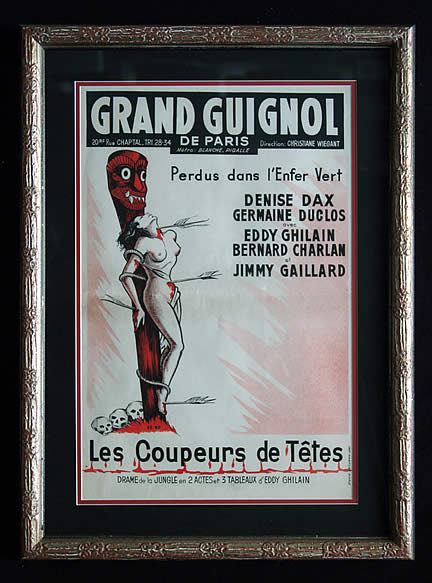 GRAND GUIGNOL
20BIS Rue CHAPTAL, TRI.28-34 DE PARIS Direction: CHRISTIANE WIEGANT
Métro: BLANCHE, PIGALLE
Perdus dans l'Enfer Vert
DENISE DAX
GERMAINE DUCLOS
avec
EDDY GHILAIN
BERNARD CHARLAN
et
JIMMY GAILLARD
Les Coupeurs de Têtes
DRAME de la JUNGLE en 2 ACTES et 3 TABLEAUX d'EDDY GHILAIN